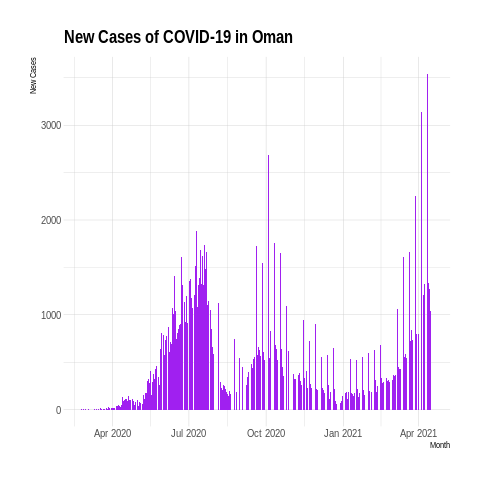 New Cases of COVID-19 in Oman
New Cases
3000
2000
1000
0
Apr 2020 Jul 2020 Oct 2020 Jan 2021 Apr 2021
Month